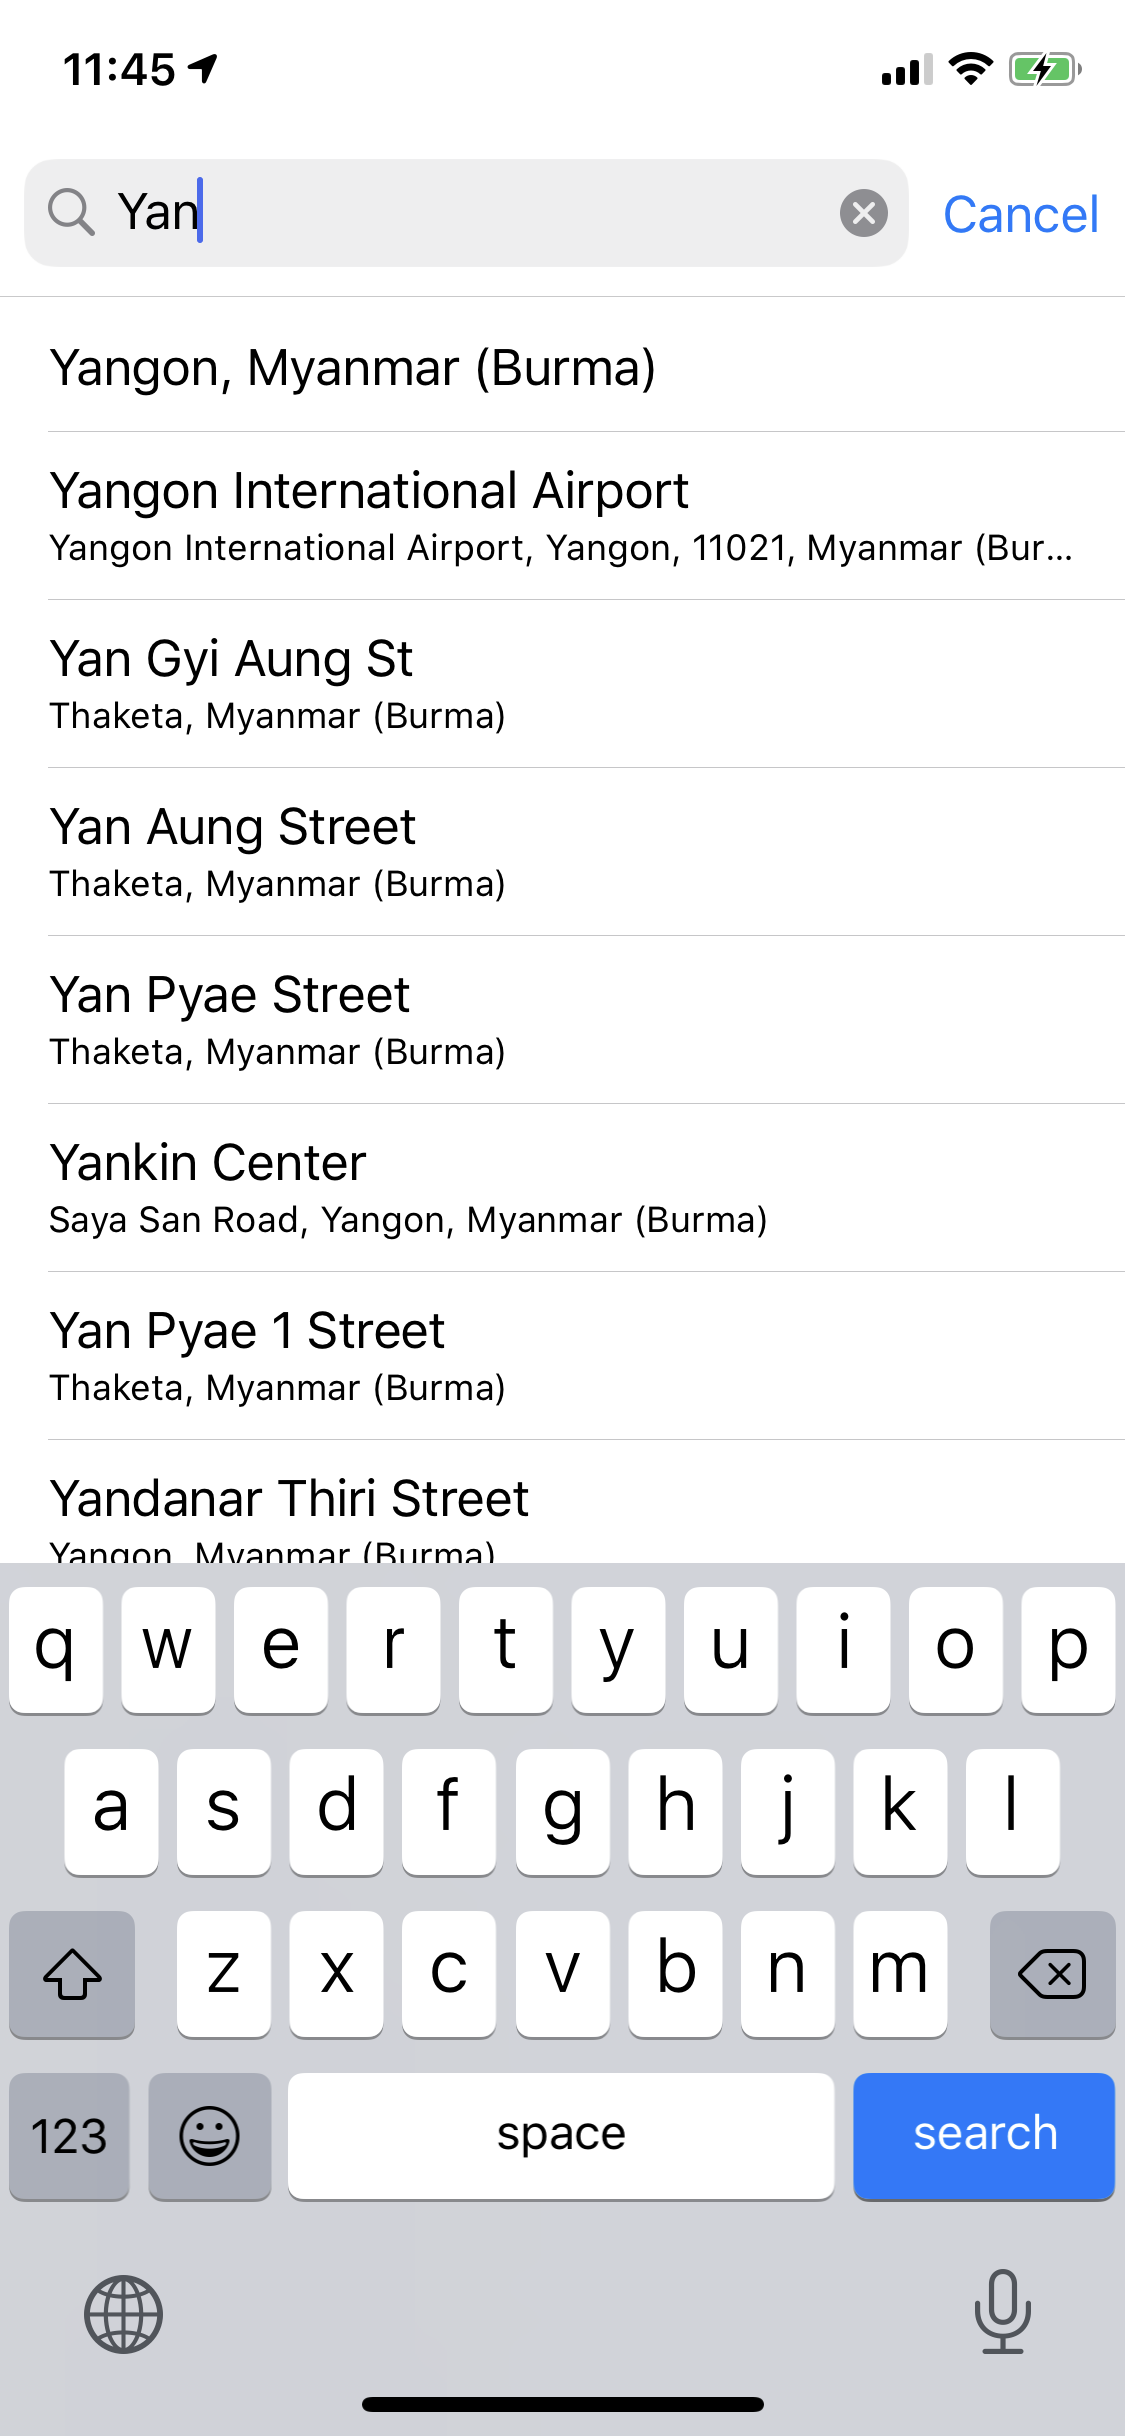 11:45
Yan
Cancel
Yangon, Myanmar (Burma)
Yangon International Airport
Yangon International Airport, Yangon, 11021, Myanmar (Bur...
Yan Gyi Aung St
Thaketa, Myanmar (Burma)
Yan Aung Street
Thaketa, Myanmar (Burma)
Yan Pyae Street
Thaketa, Myanmar (Burma)
Yankin Center
Saya San Road, Yangon, Myanmar (Burma)
Yan Pyae 1 Street
Thaketa, Myanmar (Burma)
Yandanar Thiri Street
Yangon, Myanmar (Burma)
q w e r t y u i o p
a s d f g h j k l
z x c v b n m
123 space search